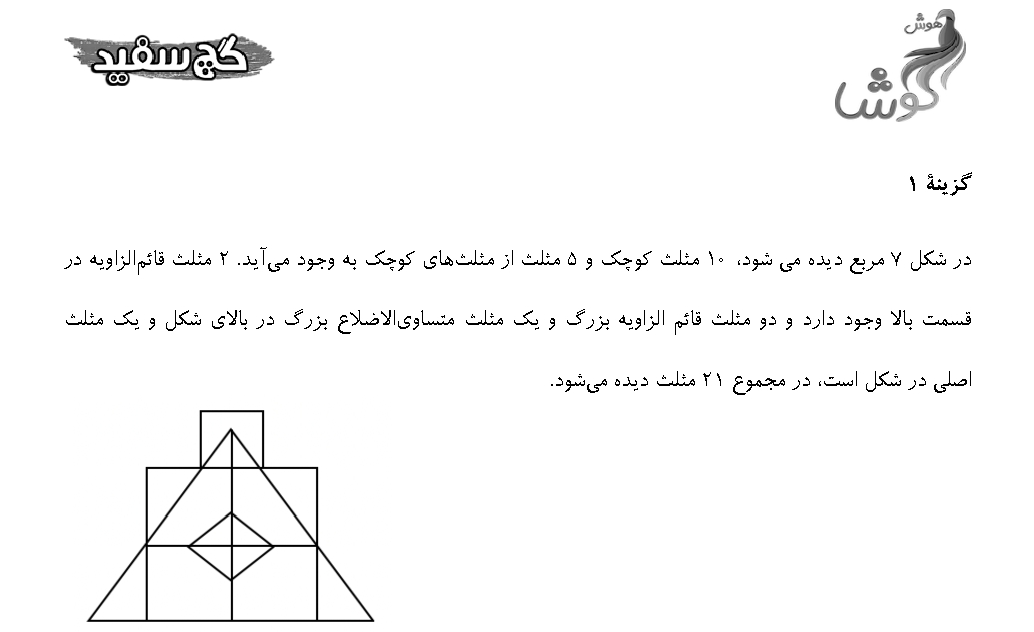 گچ سفید
هوش
کوشا
گزینهٔ ۱
در شکل ۷ مربع دیده می شود، ۱۰ مثلث کوچک و ۵ مثلث از مثلث‌های کوچک به وجود می‌آید. ۲ مثلث قائم‌الزاویه در
قسمت بالا وجود دارد و دو مثلث قائم الزاویه بزرگ و یک مثلث متساوی‌الاضلاع بزرگ در بالای شکل و یک مثلث
اصلی در شکل است، در مجموع ۲۱ مثلث دیده می‌شود.